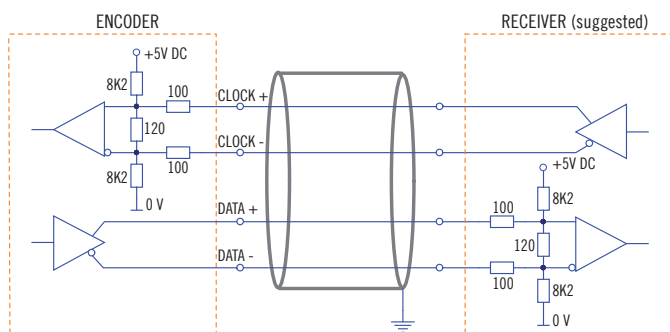 ENCODER
RECEIVER (suggested)
+5V DC
8K2
100
CLOCK +
120
CLOCK -
8K2
100
+5V DC
0 V
DATA +
100
8K2
120
DATA -
100
8K2
0 V